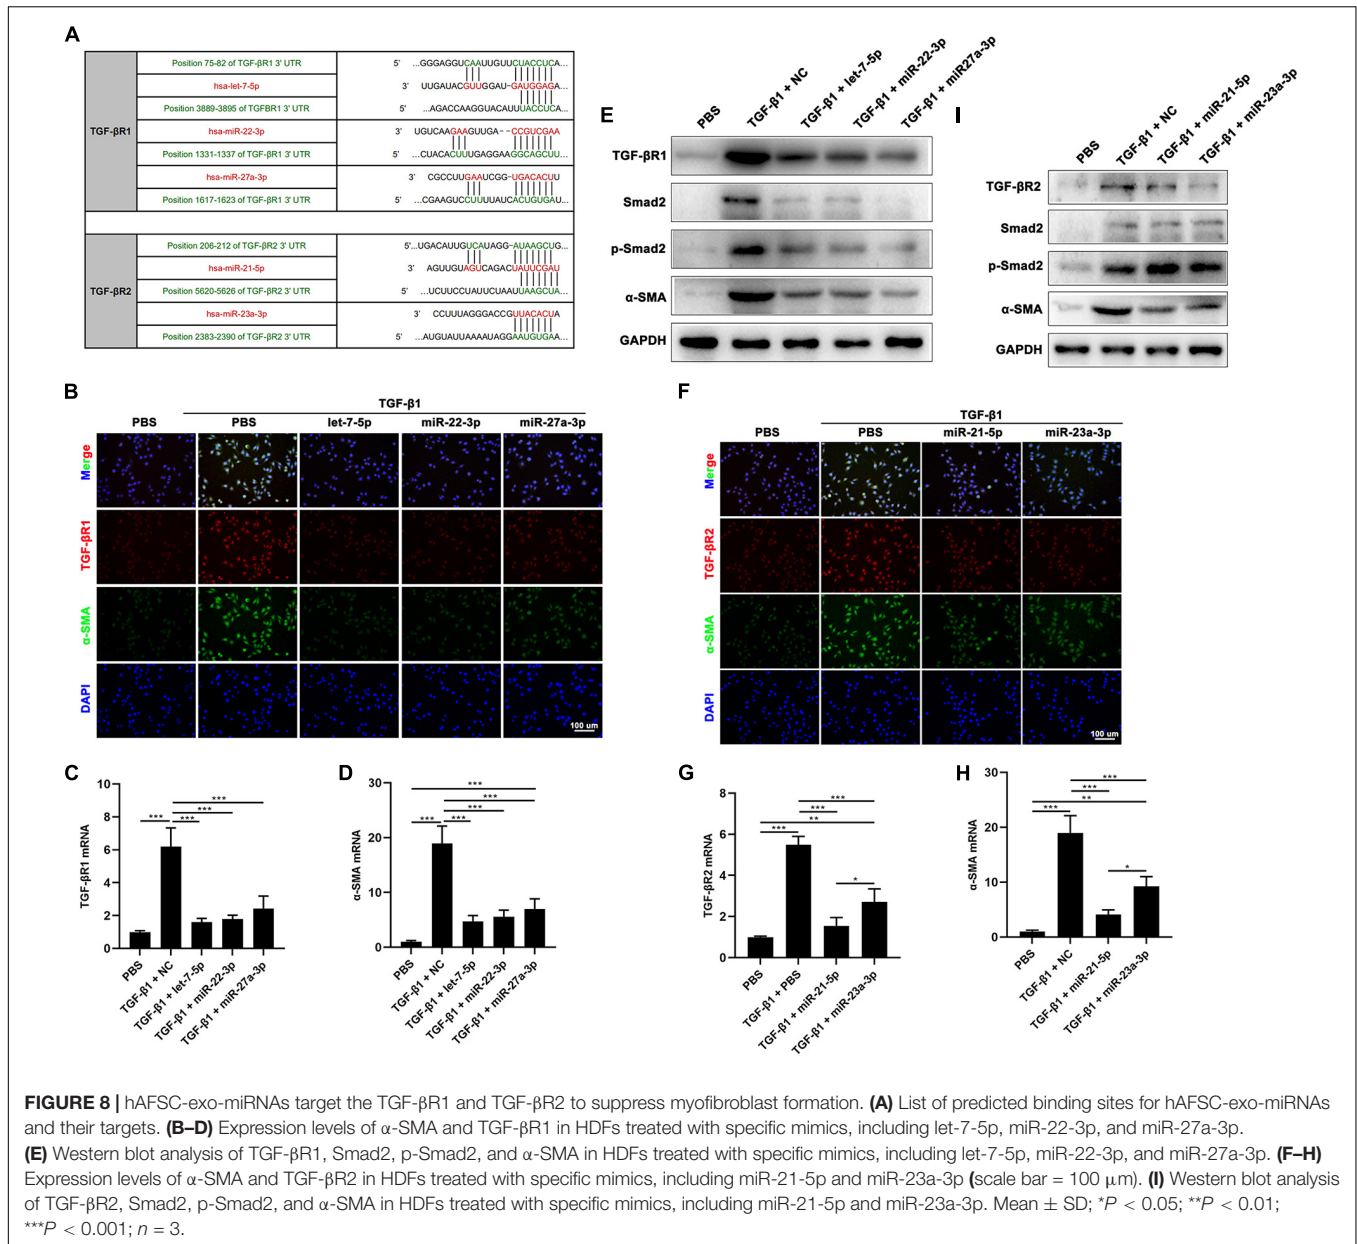 A
TGF-βR1
Position 75-82 of TGF-βR1 3' UTR
5' ...GGGAGGUCAAUUGUUCUACCUCA...
hsa-let-7-5p
3' UUGAUACGUUGGAU-GAUGGAGA
Position 3889-3895 of TGFBR1 3' UTR
5' ...AGACCAAGGUACAUUUACCUCA...
hsa-miR-22-3p
3' UGUCAAGAAGUUGA--CCGUCGAA
Position 1331-1337 of TGF-βR1 3' UTR
5' ...CUACACUUUGAGGAAGGCAGCUU...
hsa-miR-27a-3p
3' CGCCUUGAAUCGG-UGACACUU
Position 1617-1623 of TGF-βR1 3' UTR
5' ...CGAAGUCCUUUUAUCACUGUGAU...
TGF-βR2
Position 206-212 of TGF-βR2 3' UTR
5' ...UGACAUUGUCAUAGG-AUAAGCUG...
hsa-miR-21-5p
3' AGUUGUAGUCAGACUAUUCGAU
Position 5620-5626 of TGF-βR2 3' UTR
5' ...UCUUCCUAUUCUAAUUAAGCUA...
hsa-miR-23a-3p
3' CCUUUAGGGACCGUUACACUA
Position 2383-2390 of TGF-βR2 3' UTR
5' ...AUGUAUUAAAAUAGGAAUGUGAA...
E
PBS
TGF-β1 + NC
TGF-β1 + let-7-5p
TGF-β1 + miR-22-3p
TGF-β1 + miR27a-3p
TGF-βR1
Smad2
p-Smad2
α-SMA
GAPDH
I
PBS
TGF-β1 + NC
TGF-β1 + miR-21-5p
TGF-β1 + miR-23a-3p
TGF-βR2
Smad2
p-Smad2
α-SMA
GAPDH
B
TGF-β1
PBS PBS let-7-5p miR-22-3p miR-27a-3p
Merge
TGF-βR1
α-SMA
DAPI
100 um
F
TGF-β1
PBS PBS miR-21-5p miR-23a-3p
Merge
TGF-βR2
α-SMA
DAPI
100 um
C
TGF-βR1 mRNA
10
8
6
4
2
0
***
***
*** ***
PBS
TGF-β1 + NC
TGF-β1 + let-7-5p
TGF-β1 + miR-22-3p
TGF-β1 + miR-27a-3p
D
α-SMA mRNA
30
20
10
0
***
***
***
*** ***
PBS
TGF-β1 + NC
TGF-β1 + let-7-5p
TGF-β1 + miR-22-3p
TGF-β1 + miR-27a-3p
G
TGF-βR2 mRNA
8
6
4
2
0
***
***
**
***
*
PBS
TGF-β1 + PBS
TGF-β1 + miR-21-5p
TGF-β1 + miR-23a-3p
H
α-SMA mRNA
30
20
10
0
***
***
**
***
*
PBS
TGF-β1 + NC
TGF-β1 + miR-21-5p
TGF-β1 + miR-23a-3p
FIGURE 8 | hAFSC-exo-miRNAs target the TGF-βR1 and TGF-βR2 to suppress myofibroblast formation. (A) List of predicted binding sites for hAFSC-exo-miRNAs
and their targets. (B–D) Expression levels of α-SMA and TGF-βR1 in HDFs treated with specific mimics, including let-7-5p, miR-22-3p, and miR-27a-3p.
(E) Western blot analysis of TGF-βR1, Smad2, p-Smad2, and α-SMA in HDFs treated with specific mimics, including let-7-5p, miR-22-3p, and miR-27a-3p. (F–H)
Expression levels of α-SMA and TGF-βR2 in HDFs treated with specific mimics, including miR-21-5p and miR-23a-3p (scale bar = 100 μm). (I) Western blot analysis
of TGF-βR2, Smad2, p-Smad2, and α-SMA in HDFs treated with specific mimics, including miR-21-5p and miR-23a-3p. Mean ± SD; *P < 0.05; **P < 0.01;
***P < 0.001; n = 3.